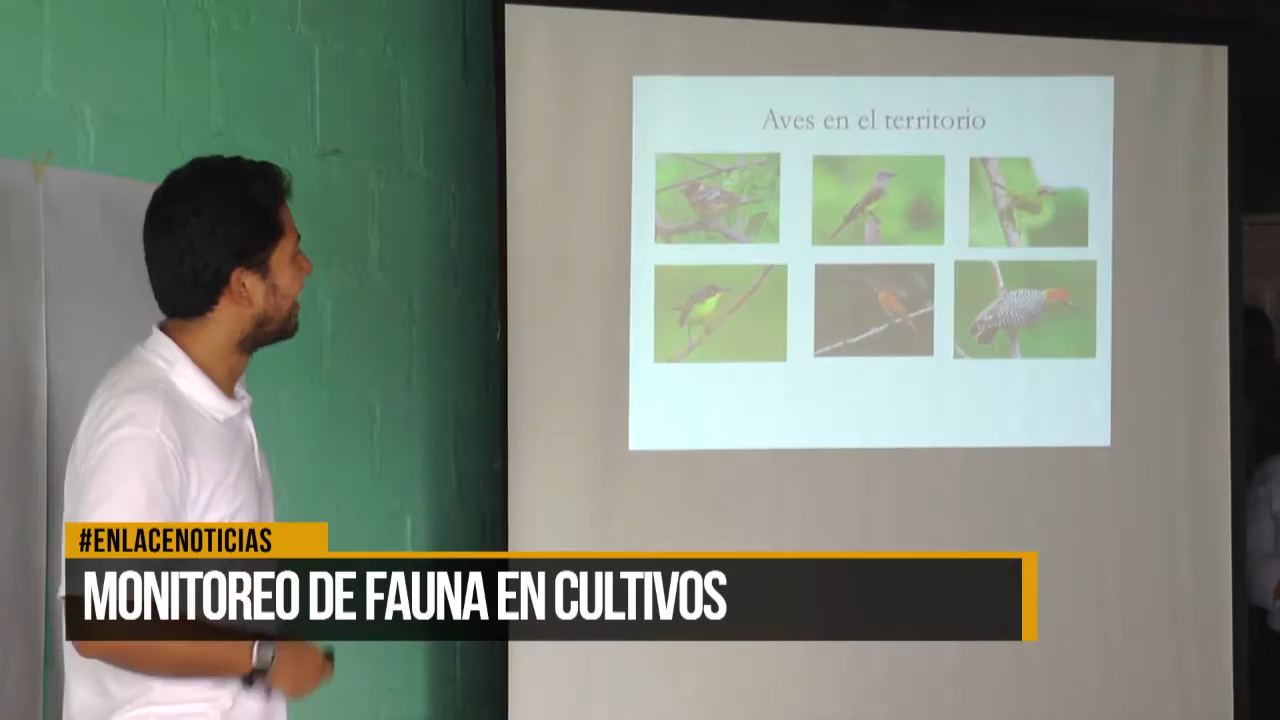 Aves en el territorio
#ENLACENOTICIAS
MONITOREO DE FAUNA EN CULTIVOS